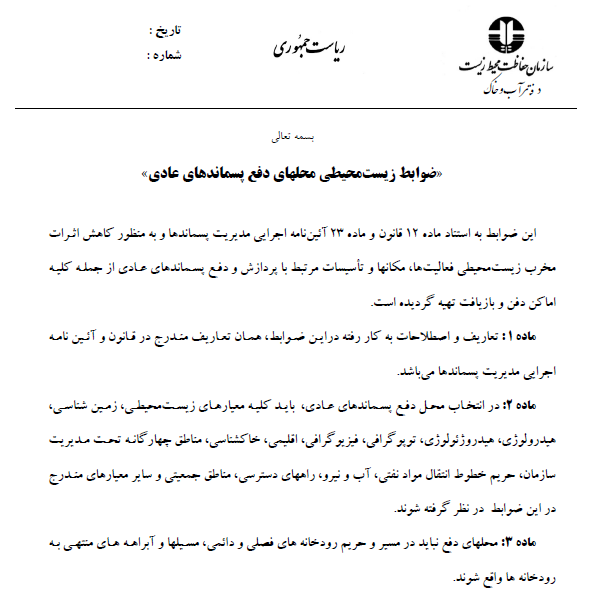 تاریخ :
شماره :
ریاست جمهوری
سازمان حفاظت محیط زیست
دفتر آب و خاک
بسمه تعالی
«ضوابط زیست‌محیطی محلهای دفع پسماندهای عادی»
این ضوابط به استناد ماده ۱۲ قانون و ماده ۲۳ آئین‌نامه اجرایی مدیریت پسماندها و به منظور کاهش اثرات
مخرب زیست‌محیطی فعالیت‌ها، مکانها و تأسیسات مرتبط با پردازش و دفع پسماندهای عادی از جمله کلیه
اماکن دفن و بازیافت تهیه گردیده است.
ماده ۱: تعاریف و اصطلاحات به کار رفته دراین ضوابط، همان تعاریف مندرج در قانون و آئین نامه
اجرایی مدیریت پسماندها می‌باشد.
ماده ۲: در انتخاب محل دفع پسماندهای عادی، باید کلیه معیارهای زیست‌محیطی، زمین شناسی،
هیدرولوژی، هیدروژئولوژی، توپوگرافی، فیزیوگرافی، اقلیمی، خاکشناسی، مناطق چهارگانه تحت مدیریت
سازمان، حریم خطوط انتقال مواد نفتی، آب و نیرو، راههای دسترسی، مناطق جمعیتی و سایر معیارهای مندرج
در این ضوابط در نظر گرفته شوند.
ماده ۳: محلهای دفع نباید در مسیر و حریم رودخانه های فصلی و دائمی، مسیلها و آبراهه های منتهی به
رودخانه ها واقع شوند.